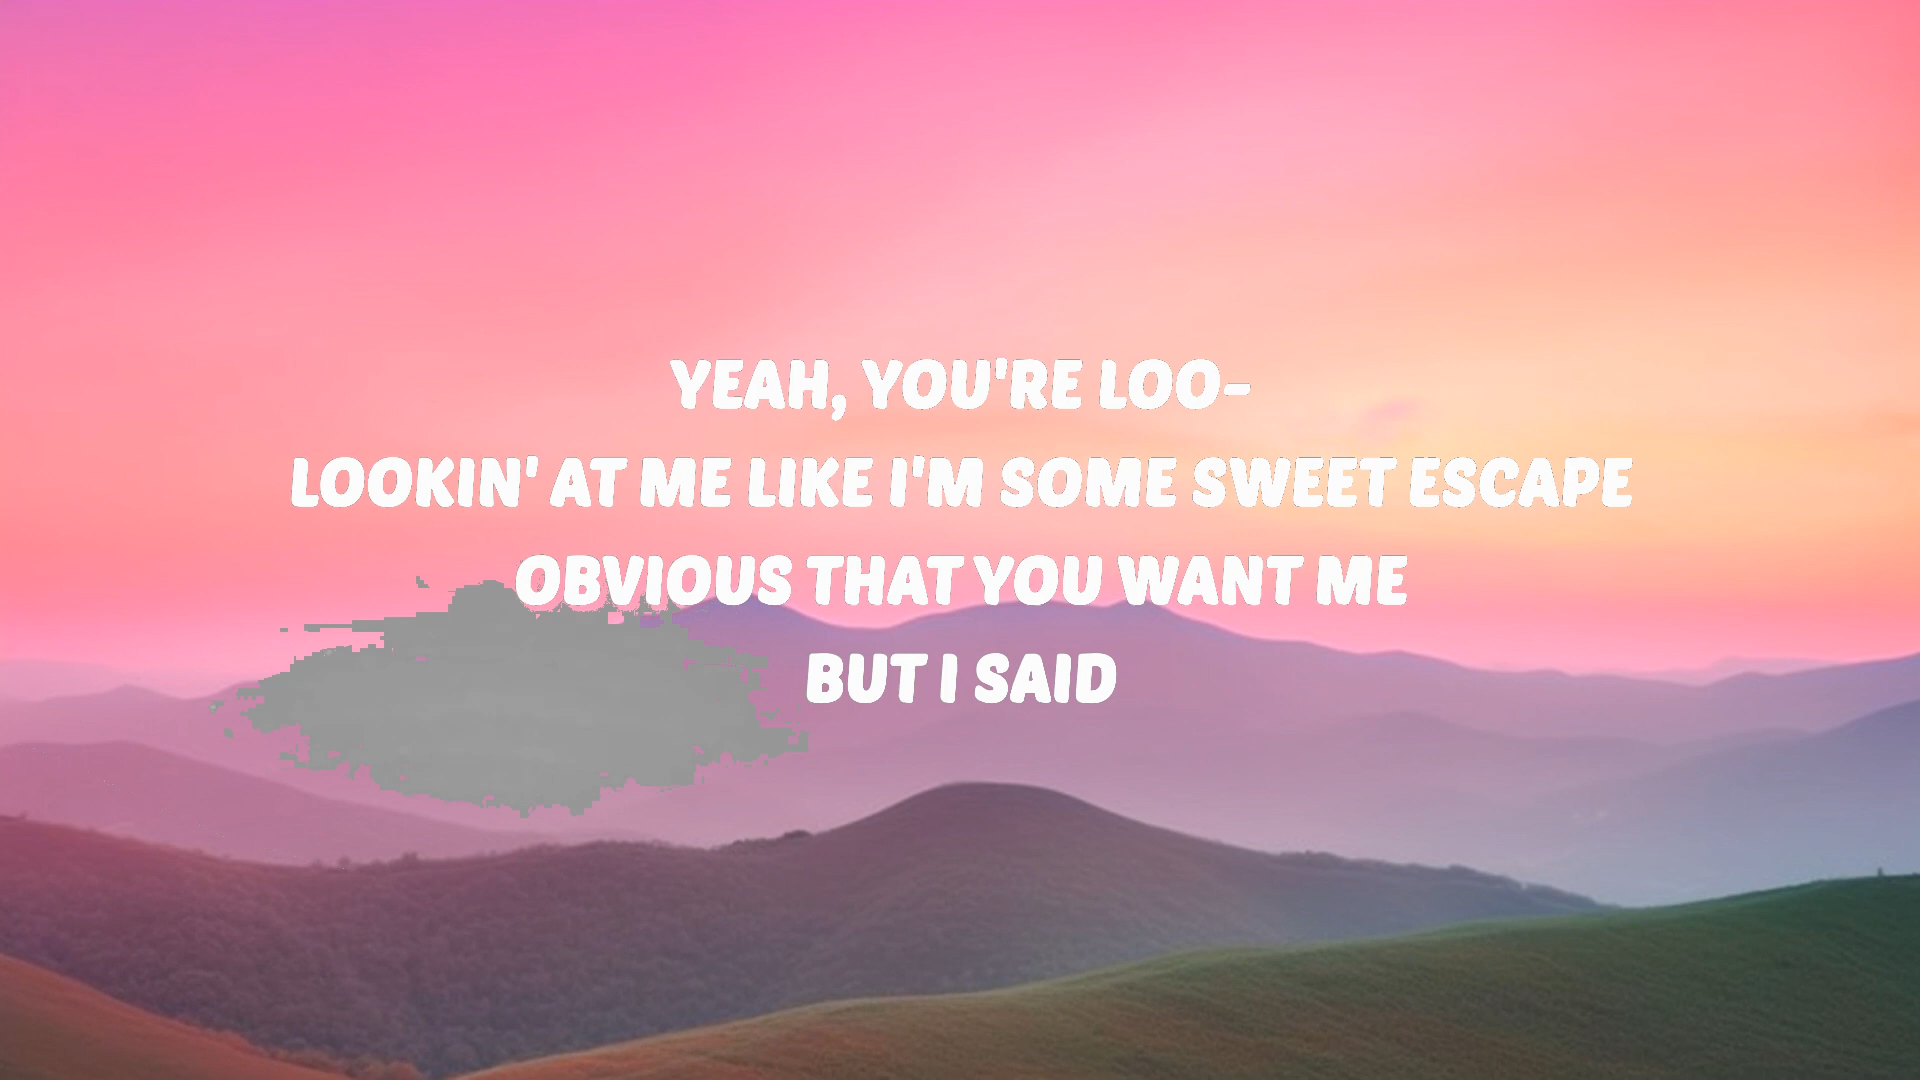 YEAH, YOU'RE LOO-
LOOKIN' AT ME LIKE I'M SOME SWEET ESCAPE
OBVIOUS THAT YOU WANT ME
BUT I SAID